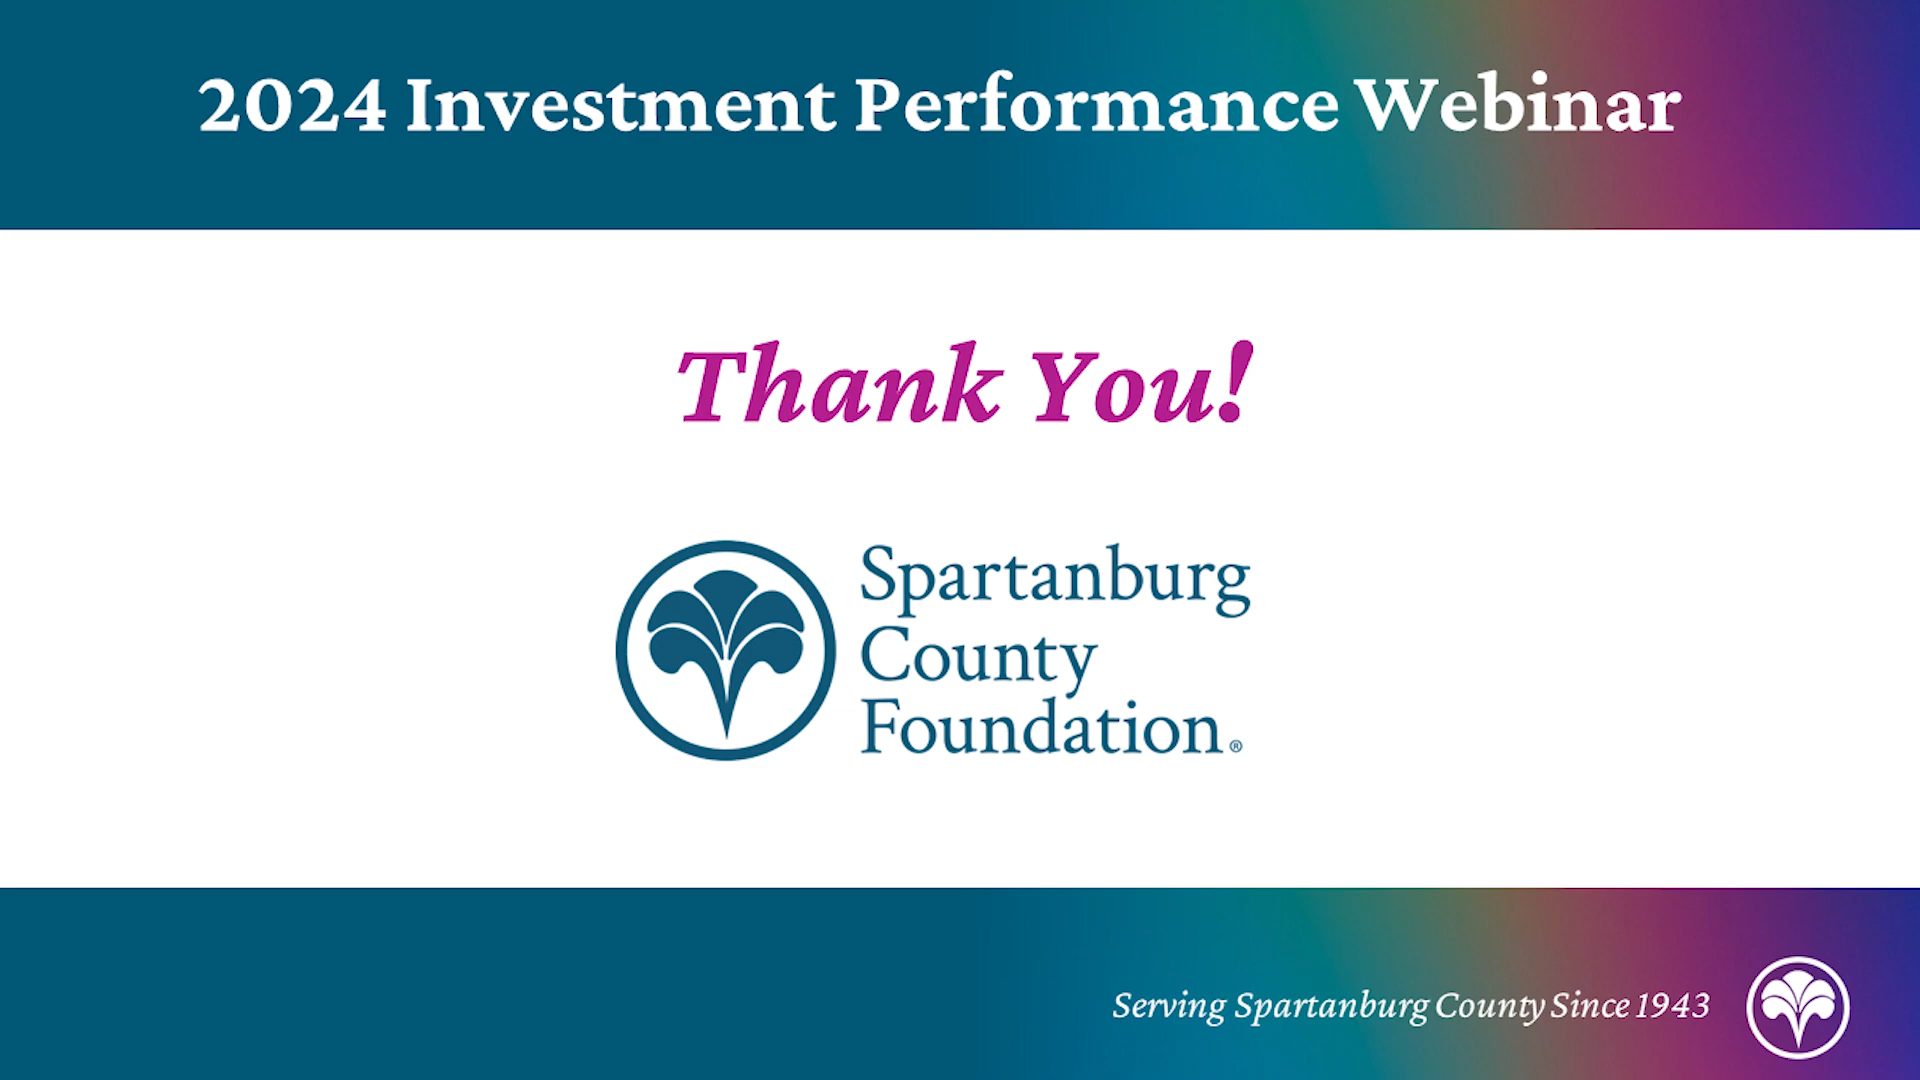 2024 Investment Performance Webinar
Thank You!
Spartanburg
County
Foundation®
Serving Spartanburg County Since 1943